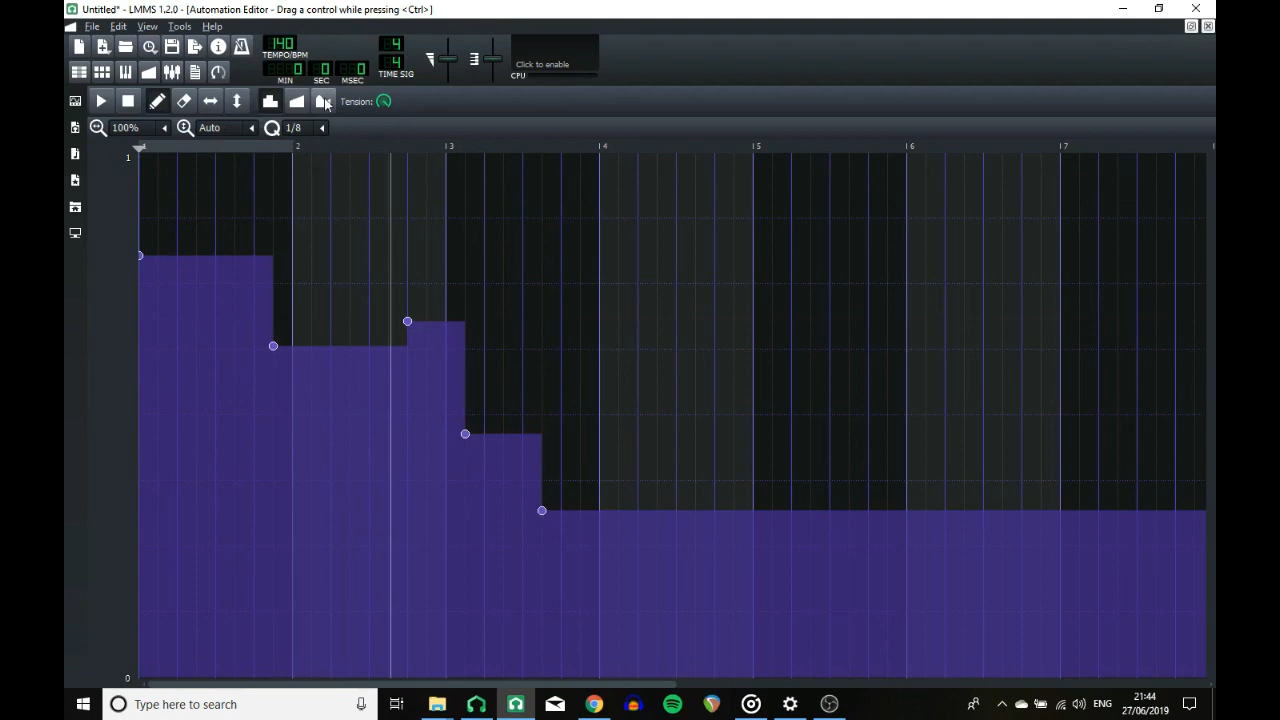 Untitled* - LMMS 1.2.0 - [Automation Editor - Drag a control while pressing <Ctrl>]
File Edit View Tools Help
140
TEMPO/BPM
4
4
TIME SIG
0 0 0
MIN SEC MSEC
Click to enable
CPU
Tension:
100% Auto 1/8
1 2 3 4 5 6 7
1
0
Type here to search
ENG
21:44
27/06/2019